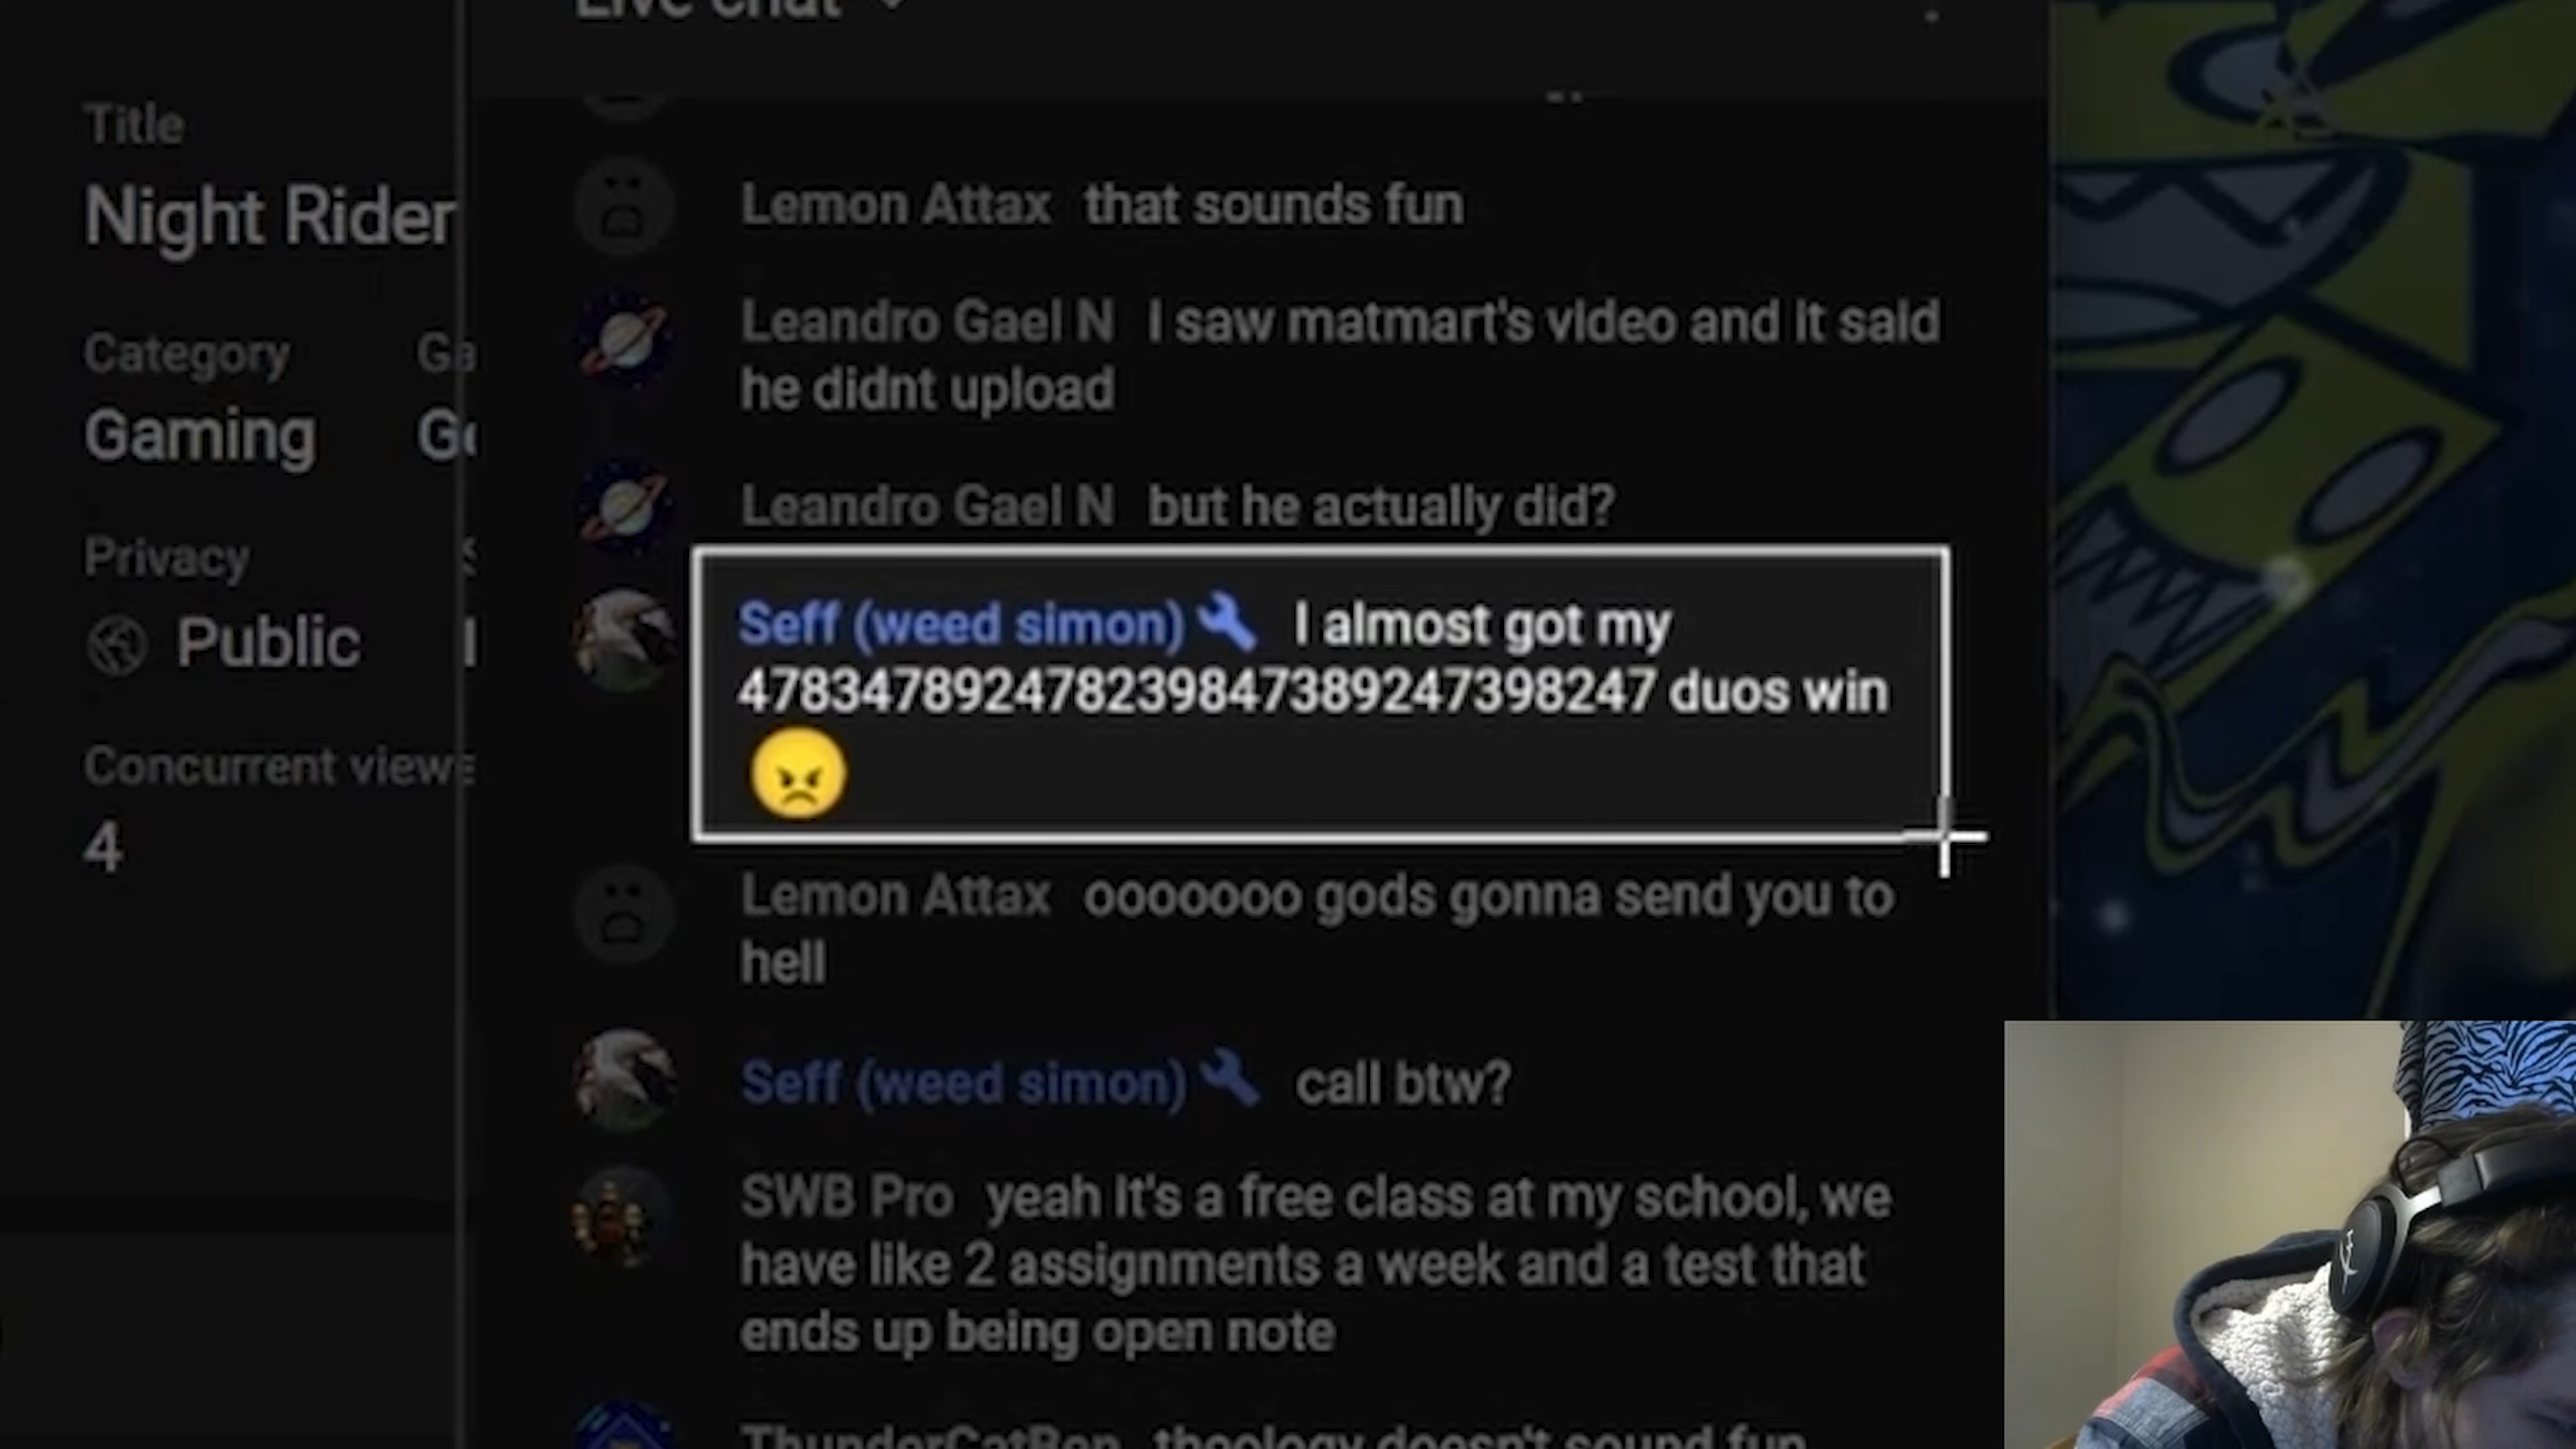 Live chat
Title
Night Rider
Category
Ga
Gaming
Privacy
Public
Concurrent views
4
Lemon Attax that sounds fun
Leandro Gael N I saw matmart's video and it said
he didnt upload
Leandro Gael N but he actually did?
Seff (weed simon) I almost got my
478347892478239847389247398247 duos win
😠
Lemon Attax ooooooo gods gonna send you to
hell
Seff (weed simon) call btw?
SWB Pro yeah it's a free class at my school, we
have like 2 assignments a week and a test that
ends up being open note
ThunderCatBen theology doesn't sound fun